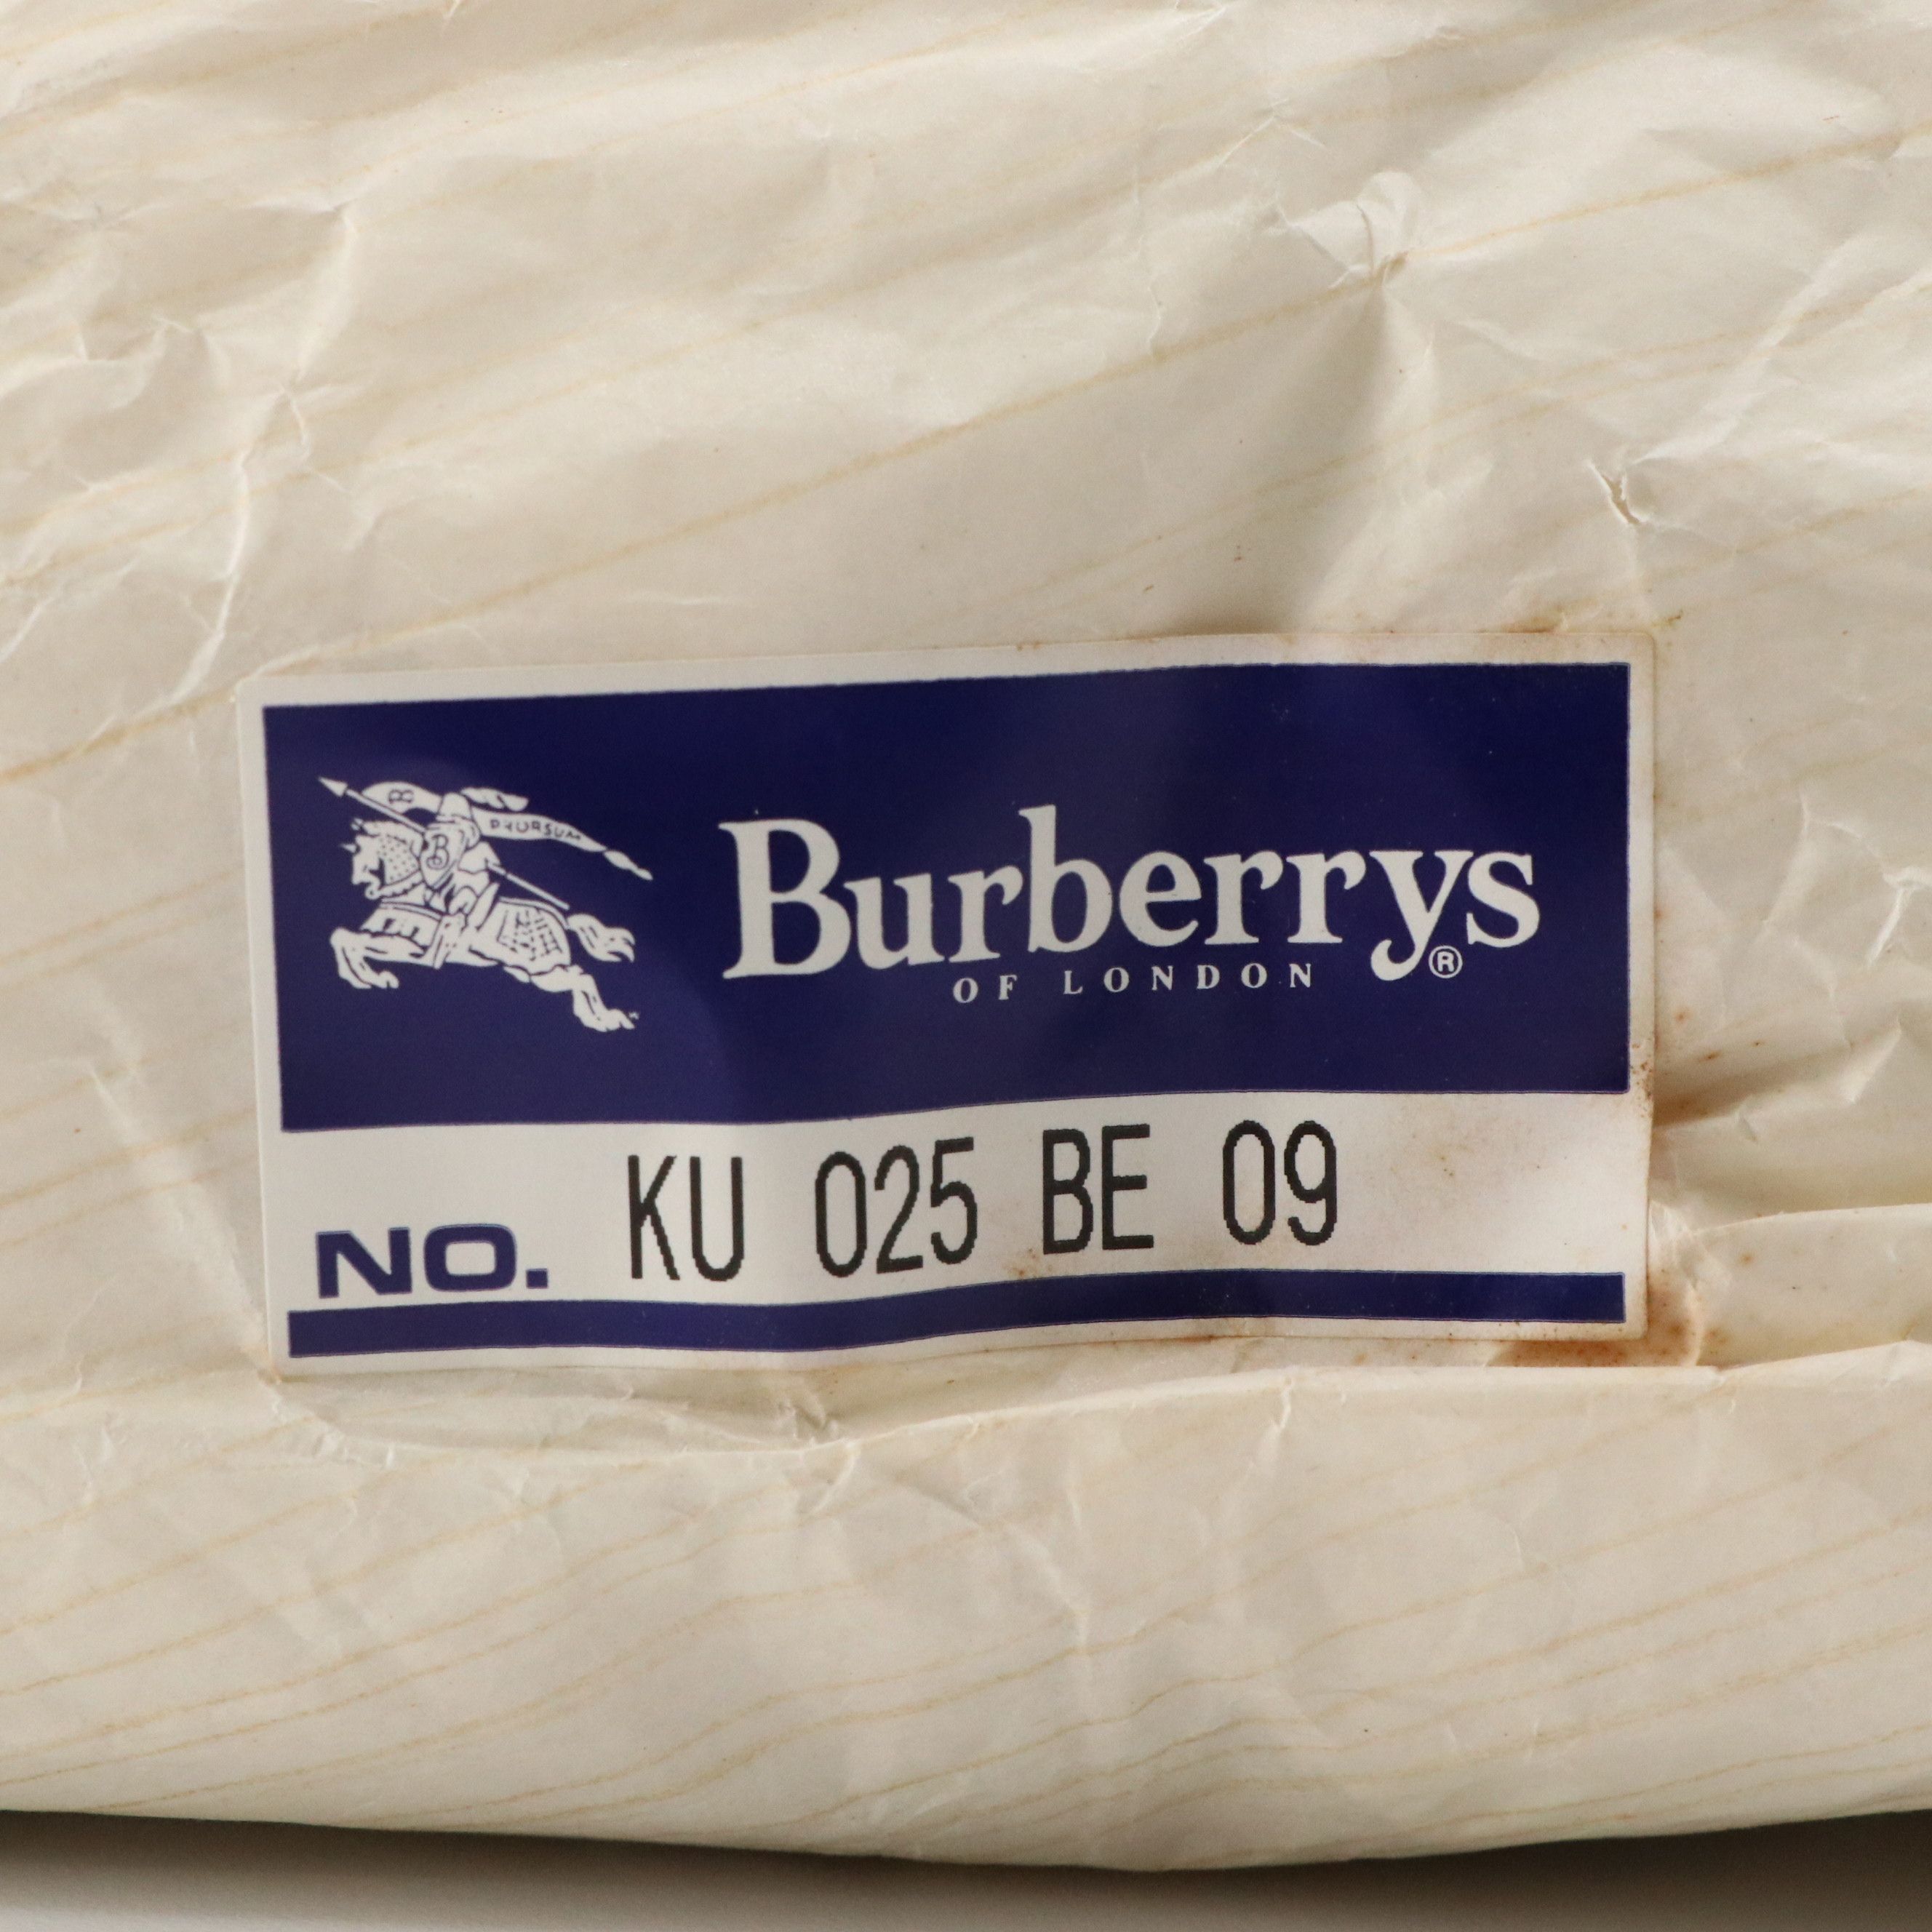 B
PRORSUM
B
Burberrys®
OF LONDON
NO. KU 025 BE 09